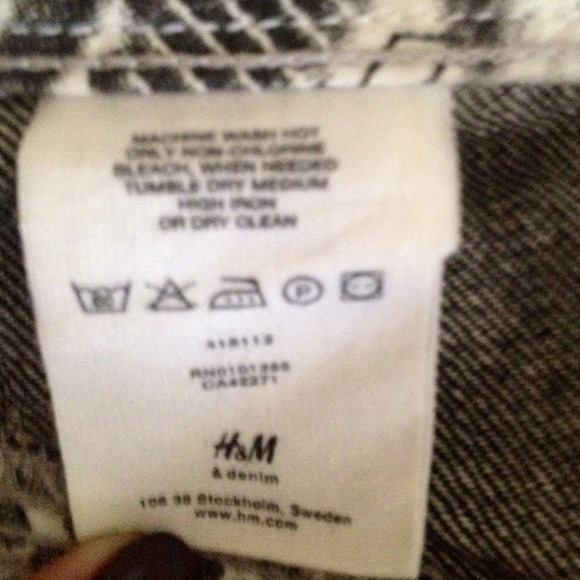 MACHINE WASH HOT
ONLY NON-CHLORINE
BLEACH, WHEN NEEDED
TUMBLE DRY MEDIUM
HIGH IRON
OR DRY CLEAN
P
H&M
& denim
106 38 Stockholm, Sweden
www.hm.com